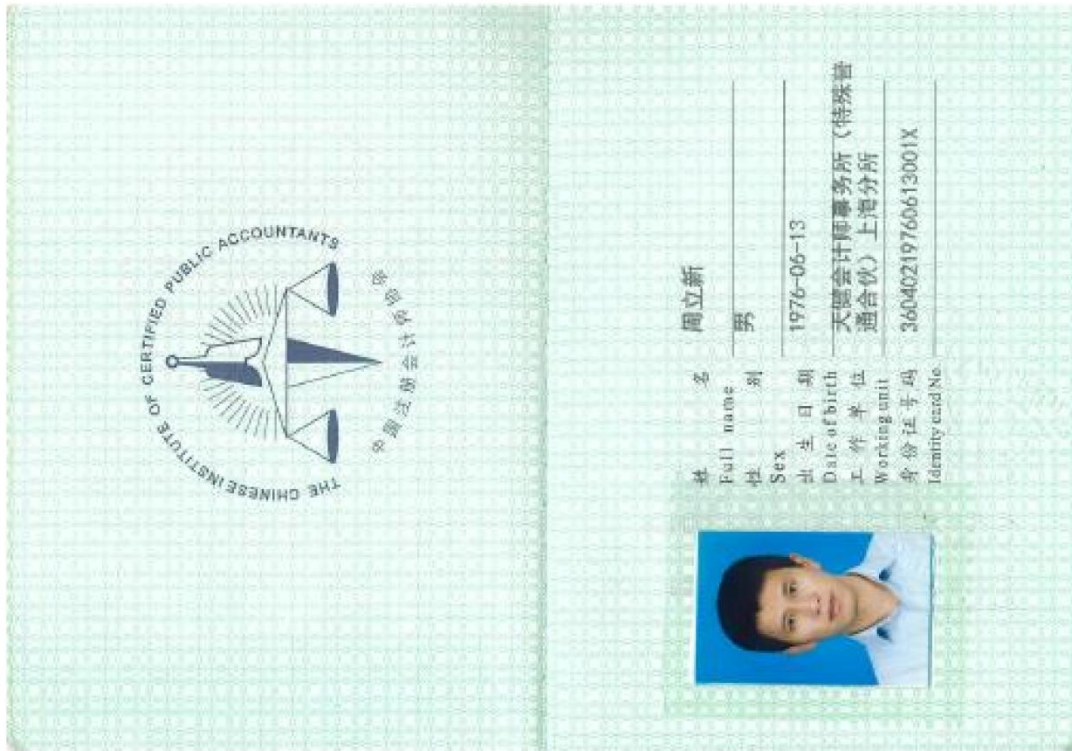 THE CHINESE INSTITUTE OF CERTIFIED PUBLIC ACCOUNTANTS
中国注册会计师协会
姓 名 周立新
Full name
性 别 男
Sex
出 生 日 期 1976-06-13
Date of birth
工 作 单 位 天健会计师事务所（特殊普
Working unit 通合伙）上海分所
身份证号码 36040219760613001X
Identity card No.